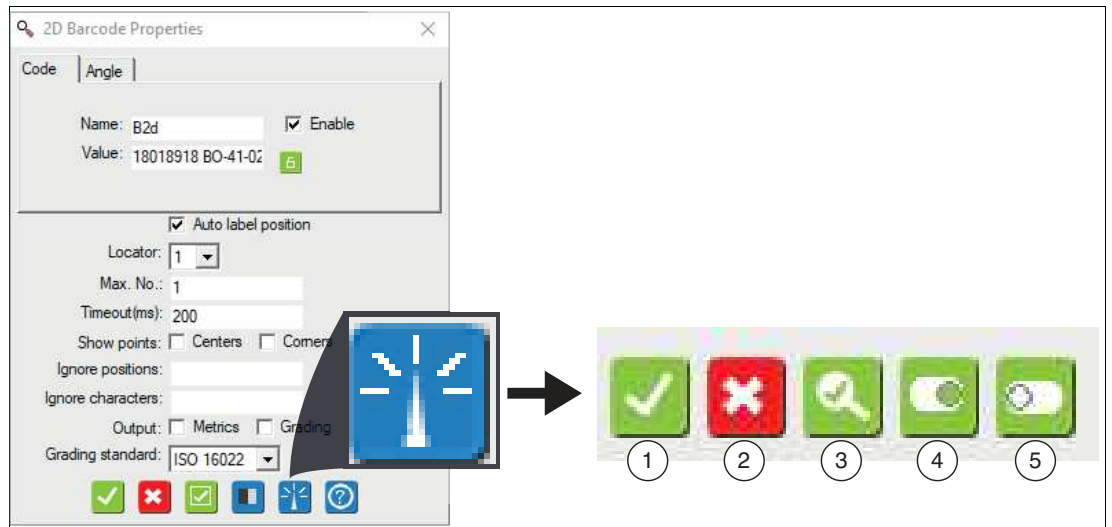 2D Barcode Properties
Code Angle
Name: B2d Enable
Value: 18018918 BO-41-02
Auto label position
Locator: 1
Max. No.: 1
Timeout(ms): 200
Show points: Centers Corners
Ignore positions:
Ignore characters:
Output: Metrics Grading
Grading standard: ISO 16022
1 2 3 4 5